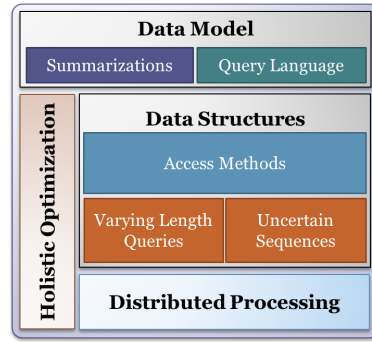 Data Model
Summarizations
Query Language
Holistic Optimization
Data Structures
Access Methods
Varying Length
Queries
Uncertain
Sequences
Distributed Processing